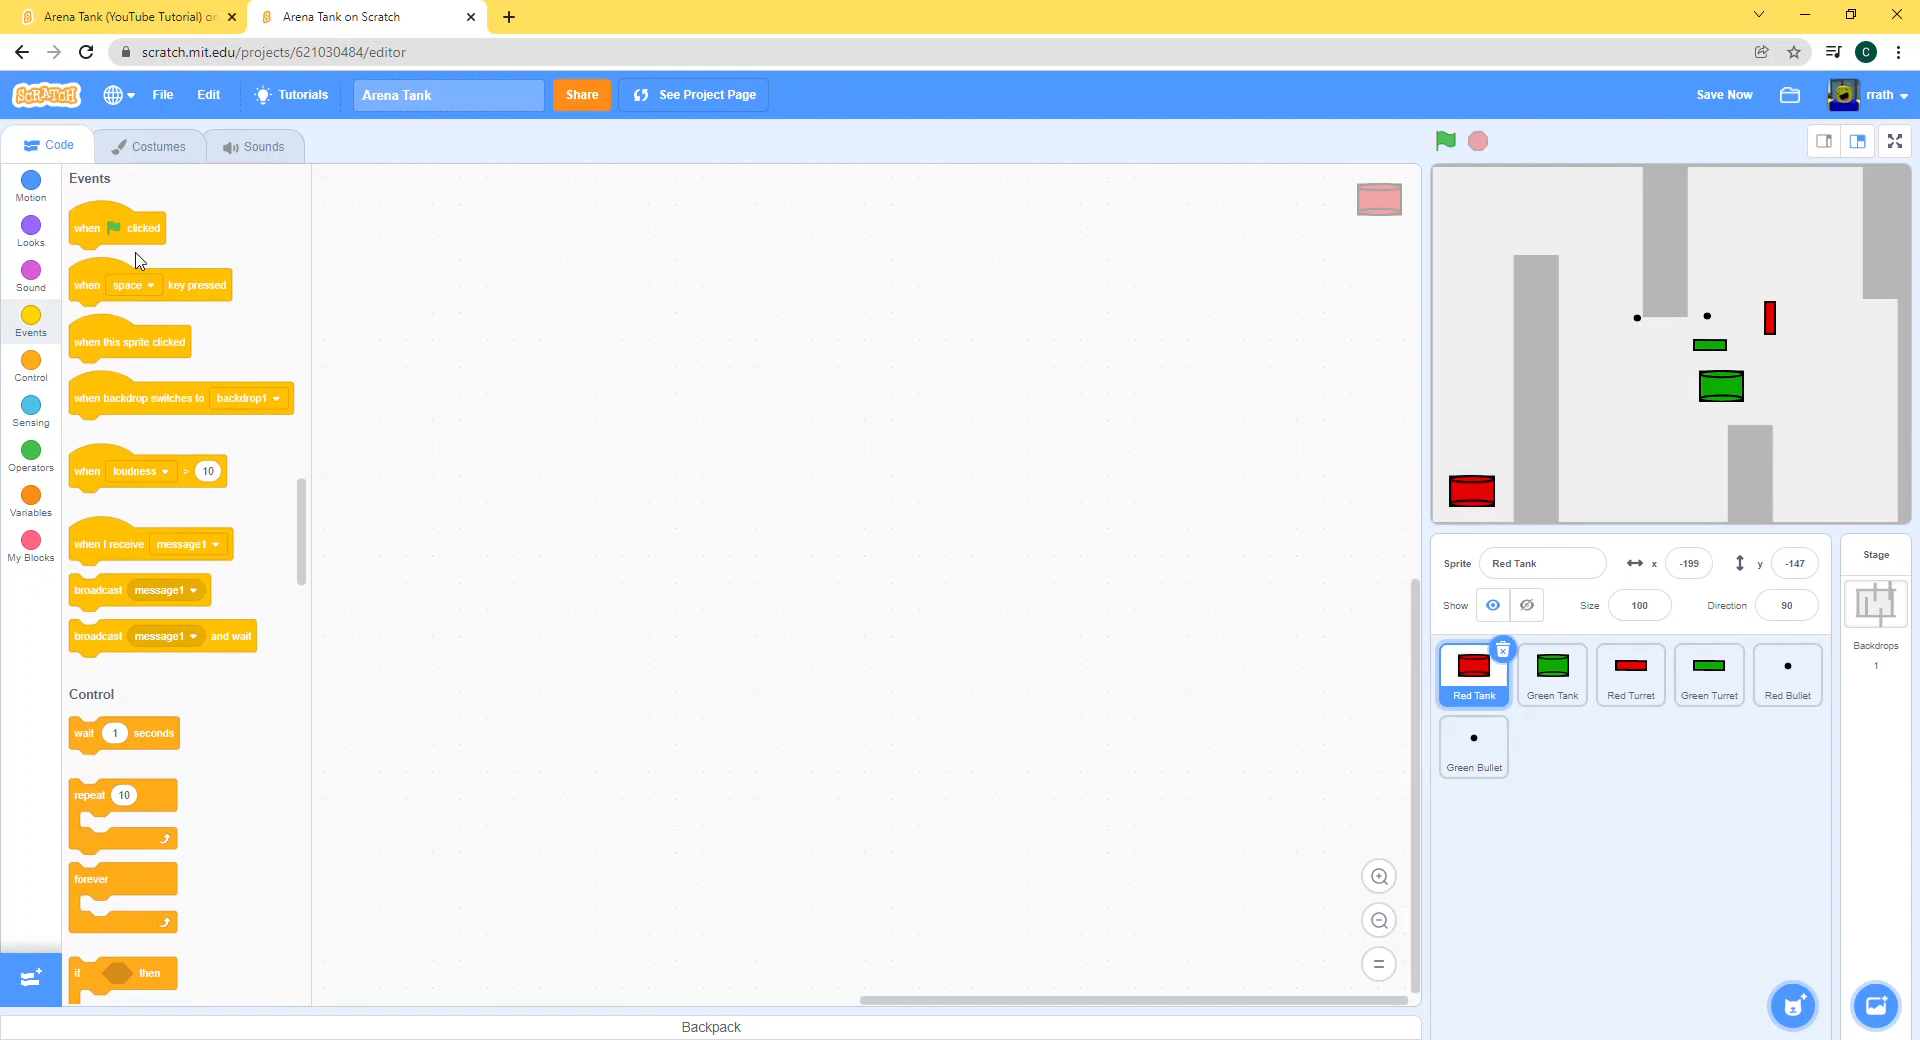 Arena Tank (YouTube Tutorial) on
Arena Tank on Scratch
scratch.mit.edu/projects/621030484/editor
C
SCRATCH
File
Edit
Tutorials
Arena Tank
Share
See Project Page
Save Now
rrath
Code
Costumes
Sounds
Motion
Looks
Sound
Events
Control
Sensing
Operators
Variables
My Blocks
Events
when clicked
when space key pressed
when this sprite clicked
when backdrop switches to backdrop1
when loudness > 10
when I receive message1
broadcast message1
broadcast message1 and wait
Control
wait 1 seconds
repeat 10
forever
if then
Backpack
Sprite Red Tank x -199 y -147
Show Size 100 Direction 90
Red Tank
Green Tank
Red Turret
Green Turret
Red Bullet
Green Bullet
Stage
Backdrops
1